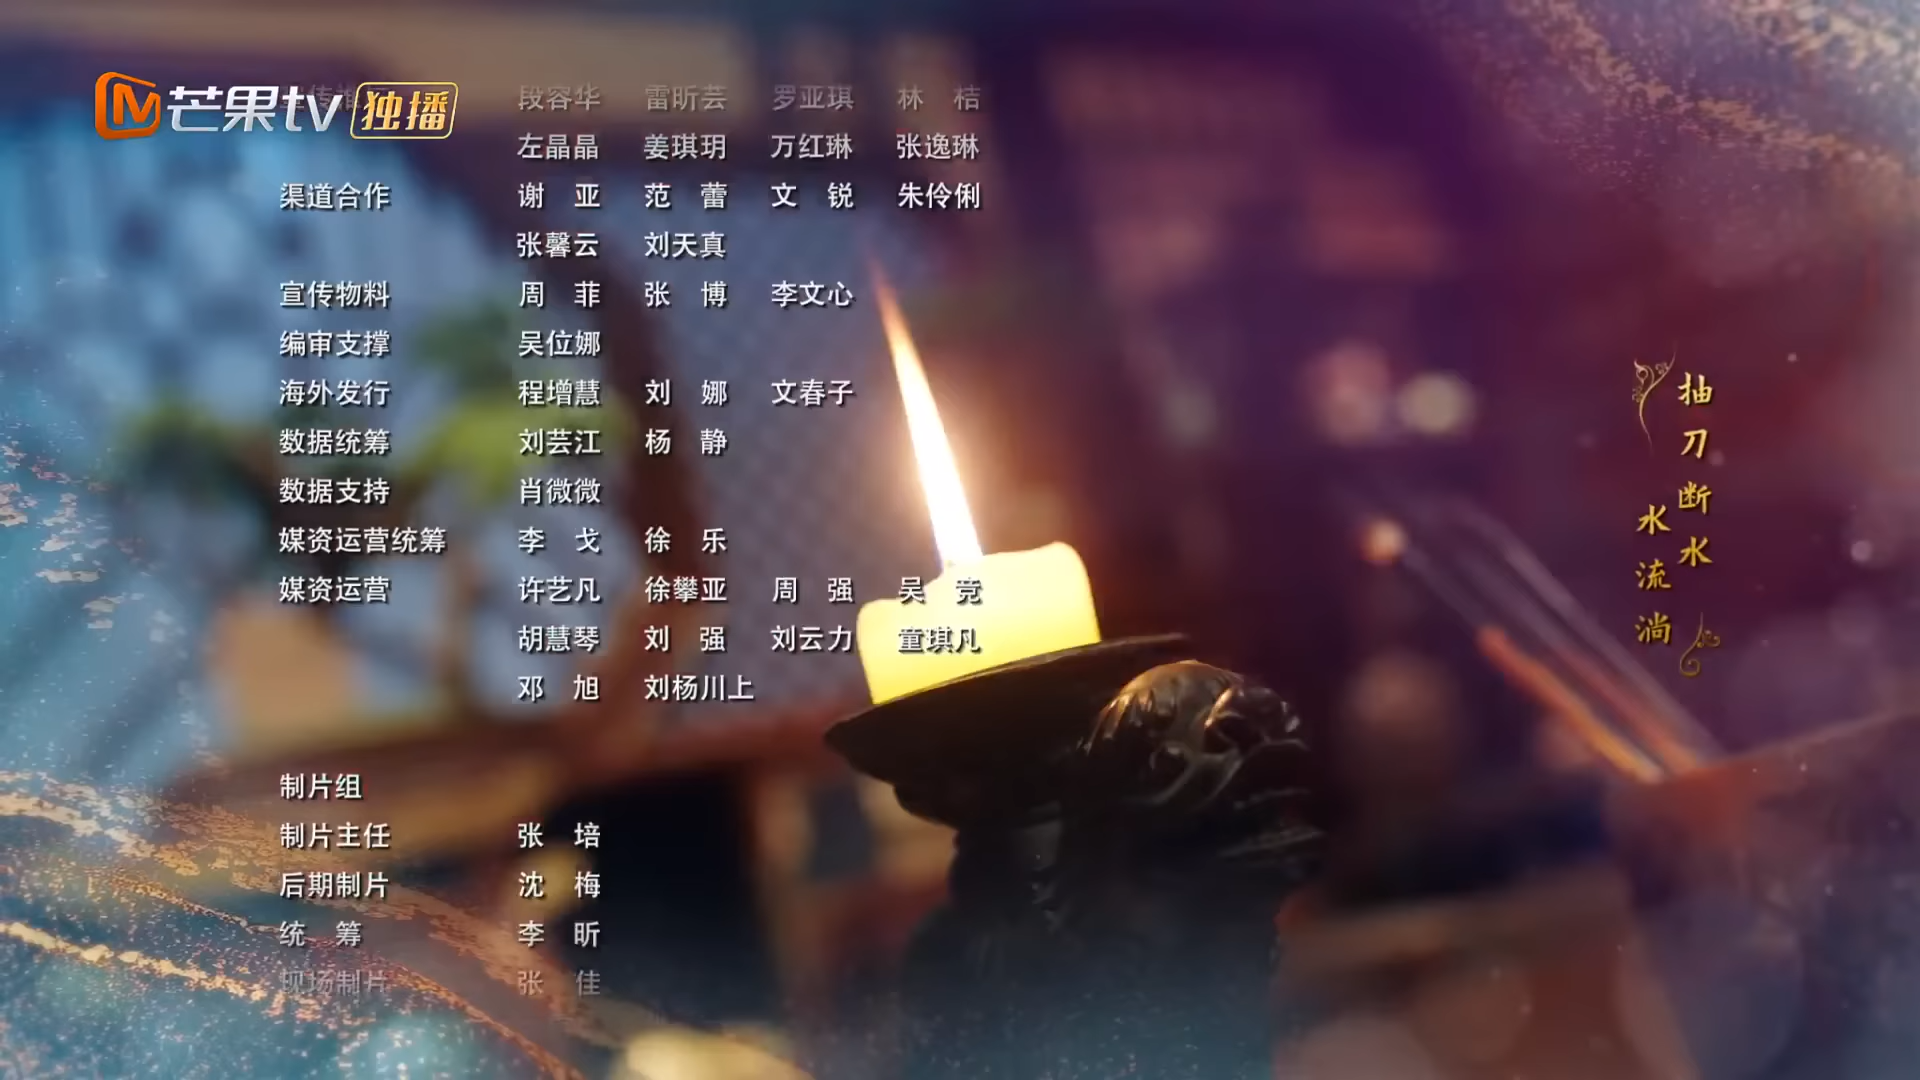 芒果tv 独播
段容华 雷昕芸 罗亚琪 林 桔
左晶晶 姜琪玥 万红琳 张逸琳
渠道合作 谢 亚 范 蕾 文 锐 朱伶俐
张馨云 刘天真
宣传物料 周 菲 张 博 李文心
编审支撑 吴位娜
海外发行 程增慧 刘 娜 文春子
数据统筹 刘芸江 杨 静
数据支持 肖微微
媒资运营统筹 李 戈 徐 乐
媒资运营 许艺凡 徐攀亚 周 强 吴 竞
胡慧琴 刘 强 刘云力 童琪凡
邓 旭 刘杨川上
制片组
制片主任 张 培
后期制片 沈 梅
统 筹 李 昕
现场制片 张 佳
抽刀断水
水流淌